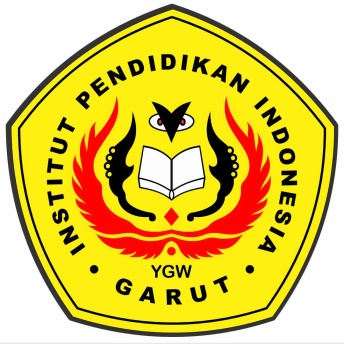 INSTITUT PENDIDIKAN INDONESIA
YGW
• GARUT •